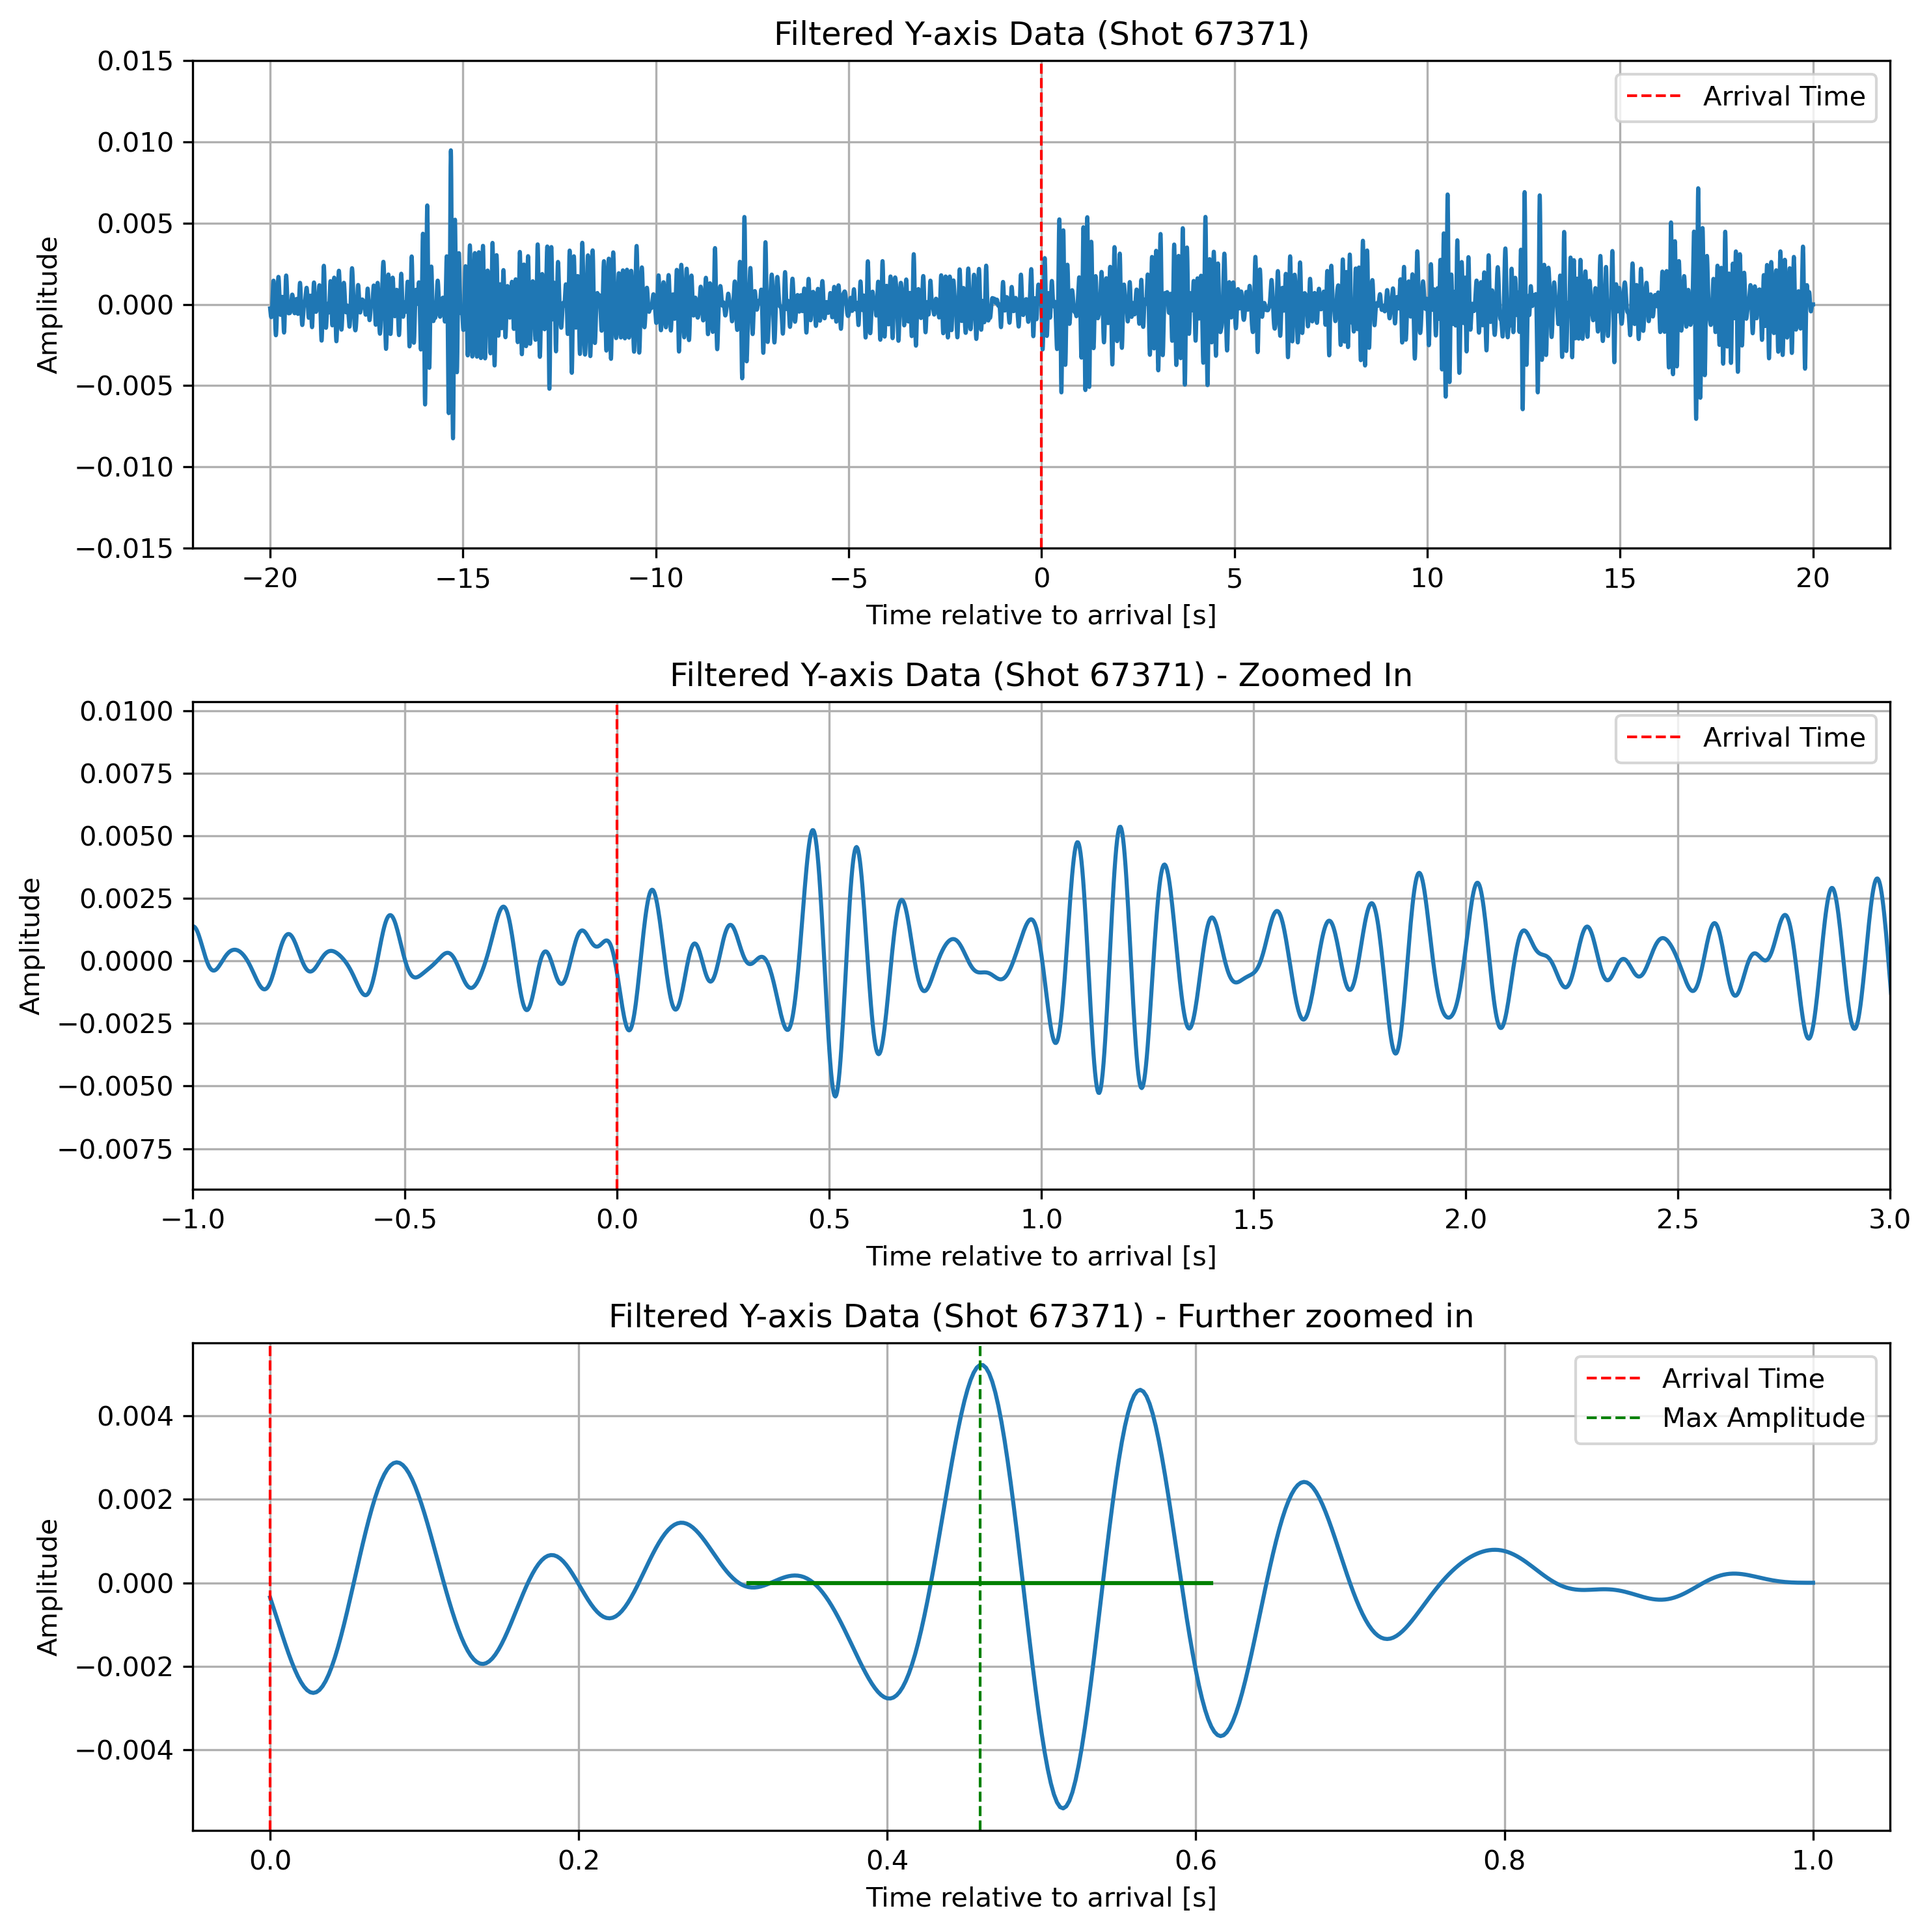 Filtered Y-axis Data (Shot 67371)
0.015
0.010
0.005
0.000
−0.005
−0.010
−0.015
Amplitude
Arrival Time
−20 −15 −10 −5 0 5 10 15 20
Time relative to arrival [s]
Filtered Y-axis Data (Shot 67371) - Zoomed In
0.0100
0.0075
0.0050
0.0025
0.0000
−0.0025
−0.0050
−0.0075
Amplitude
Arrival Time
−1.0 −0.5 0.0 0.5 1.0 1.5 2.0 2.5 3.0
Time relative to arrival [s]
Filtered Y-axis Data (Shot 67371) - Further zoomed in
0.004
0.002
0.000
−0.002
−0.004
Amplitude
Arrival Time
Max Amplitude
0.0 0.2 0.4 0.6 0.8 1.0
Time relative to arrival [s]